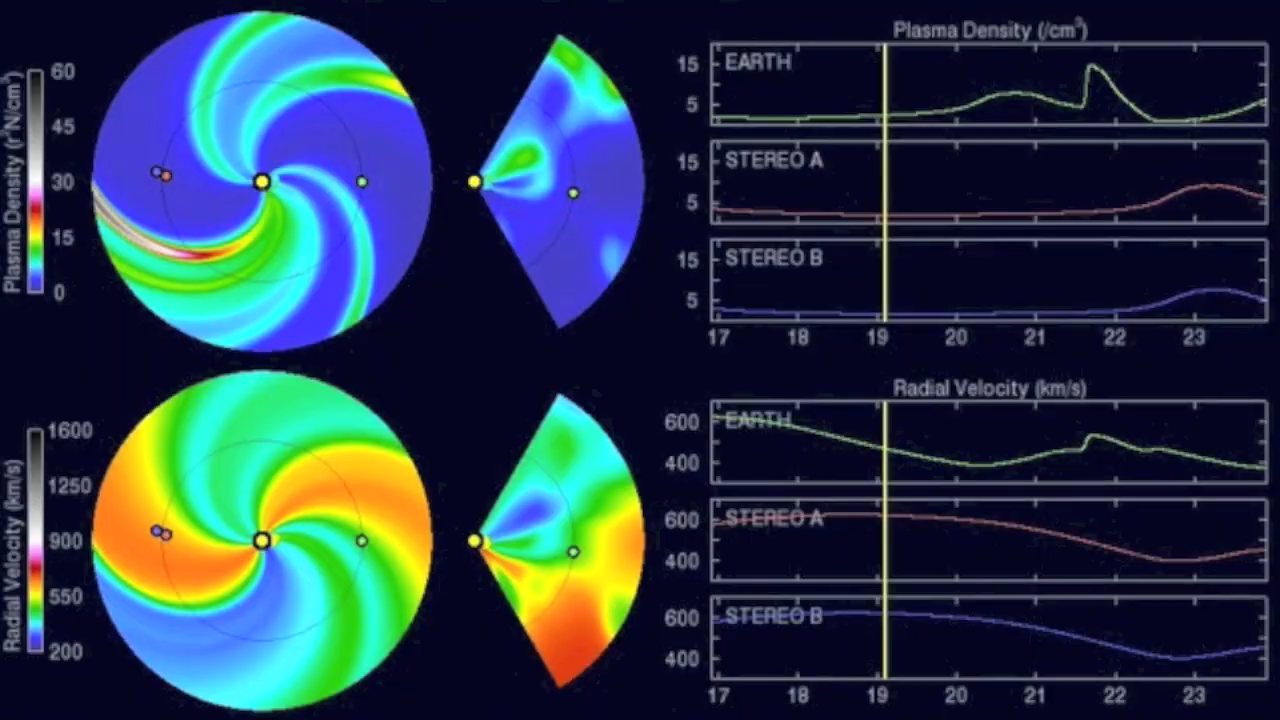 Plasma Density (r²N/cm³)
60
45
30
15
0
Plasma Density (/cm³)
15
5
EARTH
15
5
STEREO A
15
5
STEREO B
17 18 19 20 21 22 23
Radial Velocity (km/s)
1600
1250
900
550
200
Radial Velocity (km/s)
600
400
EARTH
600
400
STEREO A
600
400
STEREO B
17 18 19 20 21 22 23